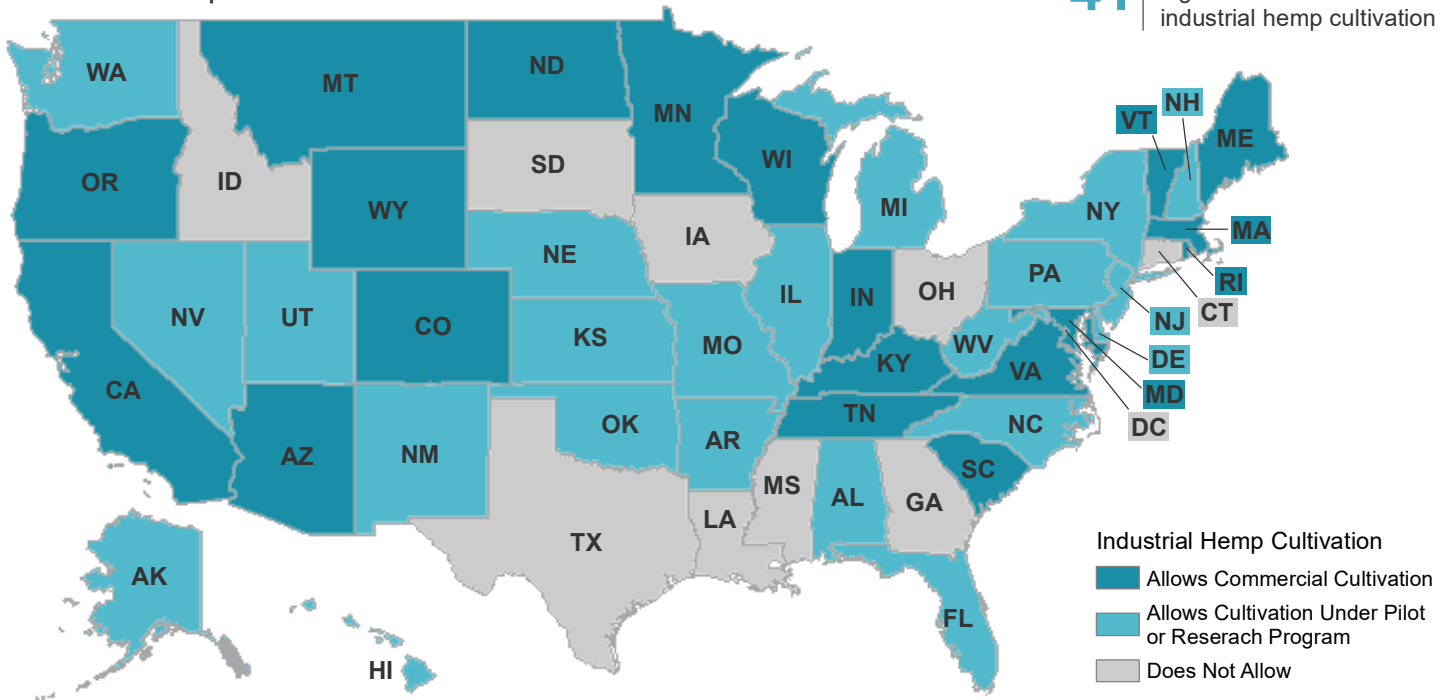 41
industrial hemp cultivation
WA
MT
ND
MN
VT
NH
ME
OR
ID
SD
WI
WY
MI
NY
MA
NE
IA
PA
RI
NV
UT
CO
IL
IN
OH
CT
NJ
KS
MO
WV
DE
CA
KY
VA
MD
AZ
NM
OK
AR
TN
NC
DC
SC
MS
AL
GA
TX
LA
Industrial Hemp Cultivation
AK
Allows Commercial Cultivation
HI
FL
Allows Cultivation Under Pilot
or Reserach Program
Does Not Allow